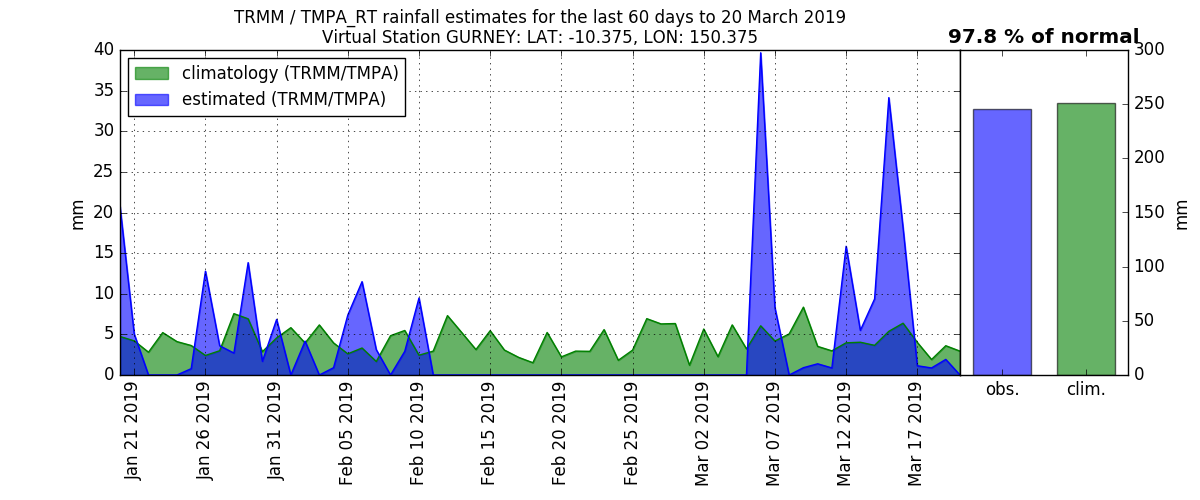 TRMM / TMPA_RT rainfall estimates for the last 60 days to 20 March 2019
Virtual Station GURNEY: LAT: -10.375, LON: 150.375
97.8 % of normal
climatology (TRMM/TMPA)
estimated (TRMM/TMPA)
40
35
30
25
20
15
10
5
0
mm
300
250
200
150
100
50
0
mm
Jan 21 2019
Jan 26 2019
Jan 31 2019
Feb 05 2019
Feb 10 2019
Feb 15 2019
Feb 20 2019
Feb 25 2019
Mar 02 2019
Mar 07 2019
Mar 12 2019
Mar 17 2019
obs.
clim.